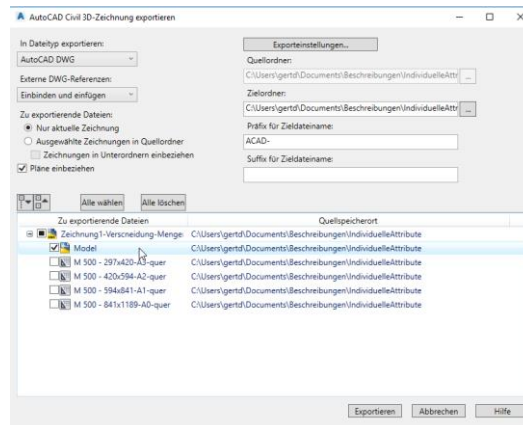 AutoCAD Civil 3D-Zeichnung exportieren
In Dateityp exportieren:
AutoCAD DWG
Externe DWG-Referenzen:
Einbinden und einfügen
Zu exportierende Dateien:
Nur aktuelle Zeichnung
Ausgewählte Zeichnungen in Quellordner
Zeichnungen in Unterordnern einbeziehen
Pläne einbeziehen
Exporteinstellungen...
Quellordner:
C:\Users\gertd\Documents\Beschreibungen\IndividuelleAttr
...
Zielordner:
C:\Users\gertd\Documents\Beschreibungen\IndividuelleAttr
...
Präfix für Zieldateiname:
ACAD-
Suffix für Zieldateiname:
Alle wählen Alle löschen
Zu exportierende Dateien Quellspeicherort
Zeichnung1-Verscneidung-Menge C:\Users\gertd\Documents\Beschreibungen\IndividuelleAttribute
Model C:\Users\gertd\Documents\Beschreibungen\IndividuelleAttribute
M 500 - 297x420-A3-quer C:\Users\gertd\Documents\Beschreibungen\IndividuelleAttribute
M 500 - 420x594-A2-quer C:\Users\gertd\Documents\Beschreibungen\IndividuelleAttribute
M 500 - 594x841-A1-quer C:\Users\gertd\Documents\Beschreibungen\IndividuelleAttribute
M 500 - 841x1189-A0-quer C:\Users\gertd\Documents\Beschreibungen\IndividuelleAttribute
Exportieren Abbrechen Hilfe